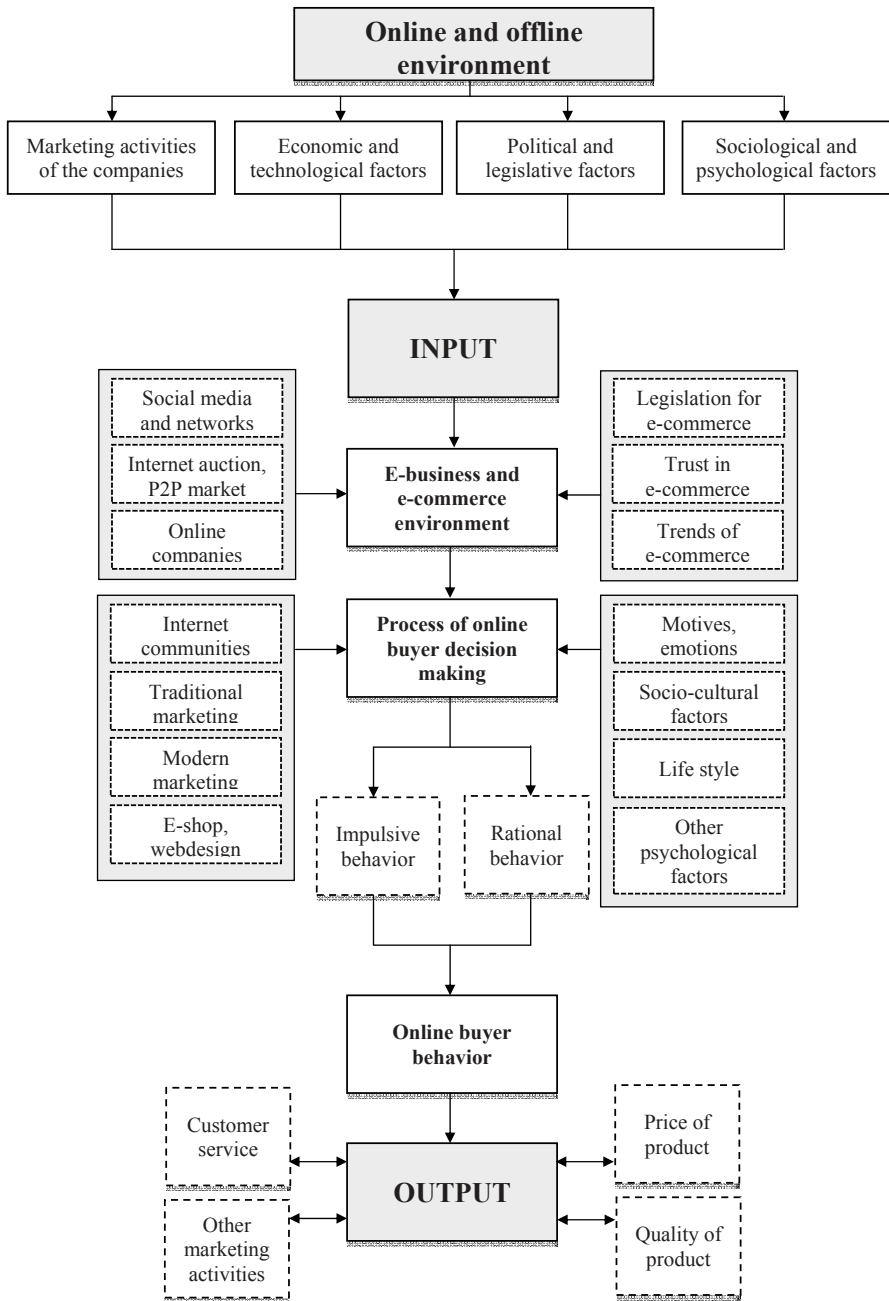 Online and offline
environment
Marketing activities
of the companies
Economic and
technological factors
Political and
legislative factors
Sociological and
psychological factors
INPUT
Social media
and networks
Internet auction,
P2P market
Online
companies
E-business and
e-commerce
environment
Legislation for
e-commerce
Trust in
e-commerce
Trends of
e-commerce
Internet
communities
Traditional
marketing
Modern
marketing
E-shop,
webdesign
Process of online
buyer decision
making
Motives,
emotions
Socio-cultural
factors
Life style
Other
psychological
factors
Impulsive
behavior
Rational
behavior
Online buyer
behavior
Customer
service
Other
marketing
activities
OUTPUT
Price of
product
Quality of
product